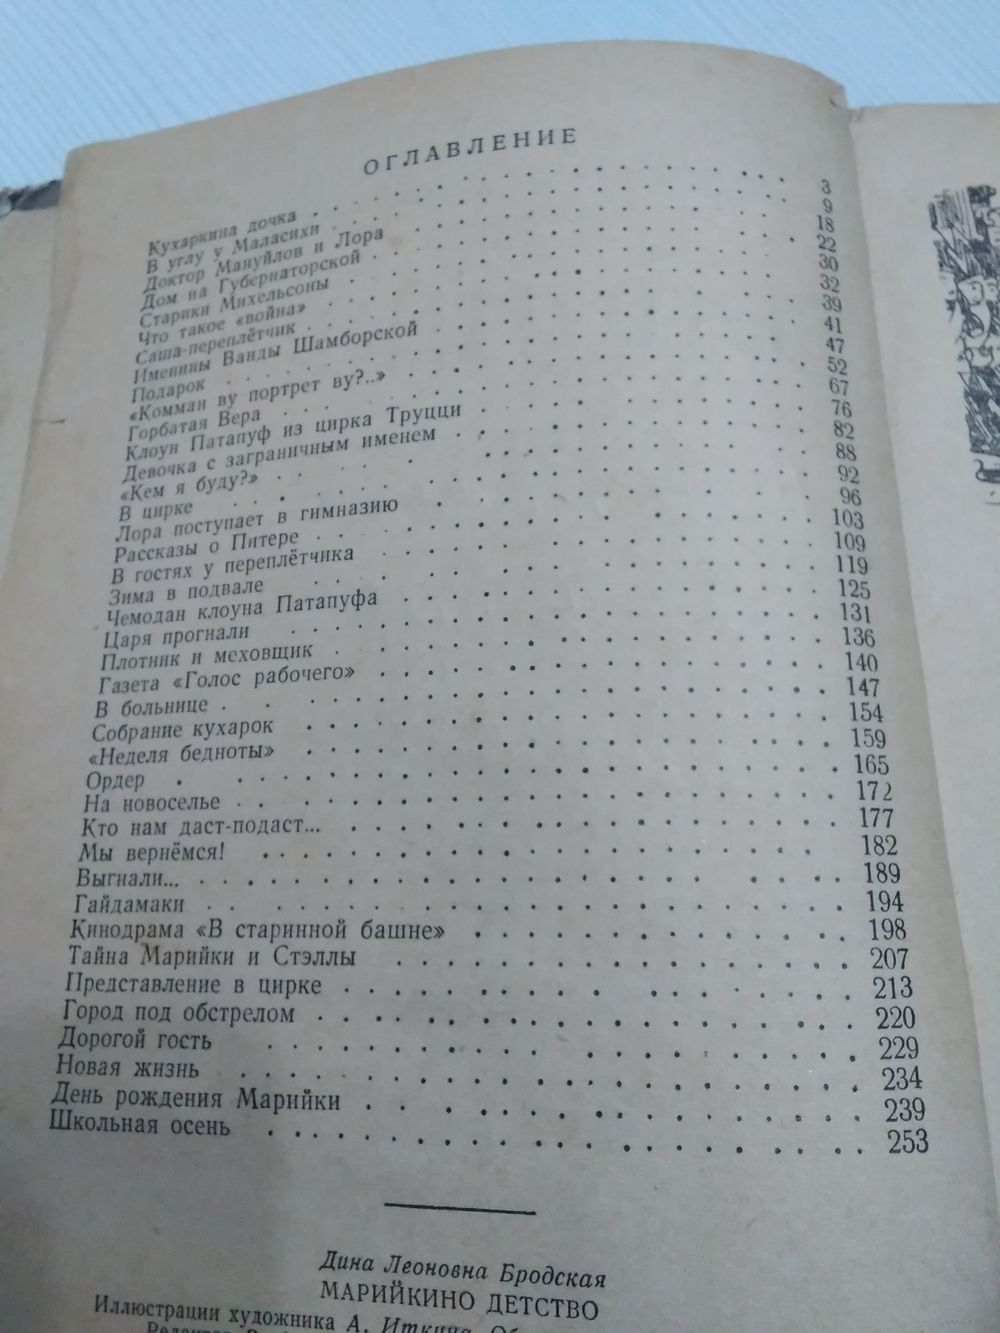 ОГЛАВЛЕНИЕ
Кухаркина дочка 3
В углу у Маласихи 9
Доктор Мануйлов и Лора 18
Дом на Губернаторской 22
Старики Михельсоны 30
Что такое «война» 32
Саша-переплётчик 39
Именины Ванды Шамборской 41
Подарок 47
«Комман ву портрет ву?..» 52
Горбатая Вера 67
Клоун Патапуф из цирка Труцци 76
Девочка с заграничным именем 82
«Кем я буду?» 88
В цирке 92
Лора поступает в гимназию 96
Рассказы о Питере 103
В гостях у переплётчика 109
Зима в подвале 119
Чемодан клоуна Патапуфа 125
Царя прогнали 131
Плотник и меховщик 136
Газета «Голос рабочего» 140
В больнице 147
Собрание кухарок 154
«Неделя бедноты» 159
Ордер 165
На новоселье 172
Кто нам даст-подаст... 177
Мы вернёмся! 182
Выгнали... 189
Гайдамаки 194
Кинодрама «В старинной башне» 198
Тайна Марийки и Стэллы 207
Представление в цирке 213
Город под обстрелом 220
Дорогой гость 229
Новая жизнь 234
День рождения Марийки 239
Школьная осень 253
Дина Леоновна Бродская
МАРИЙКИНО ДЕТСТВО
Иллюстрации художника А. Иткина.